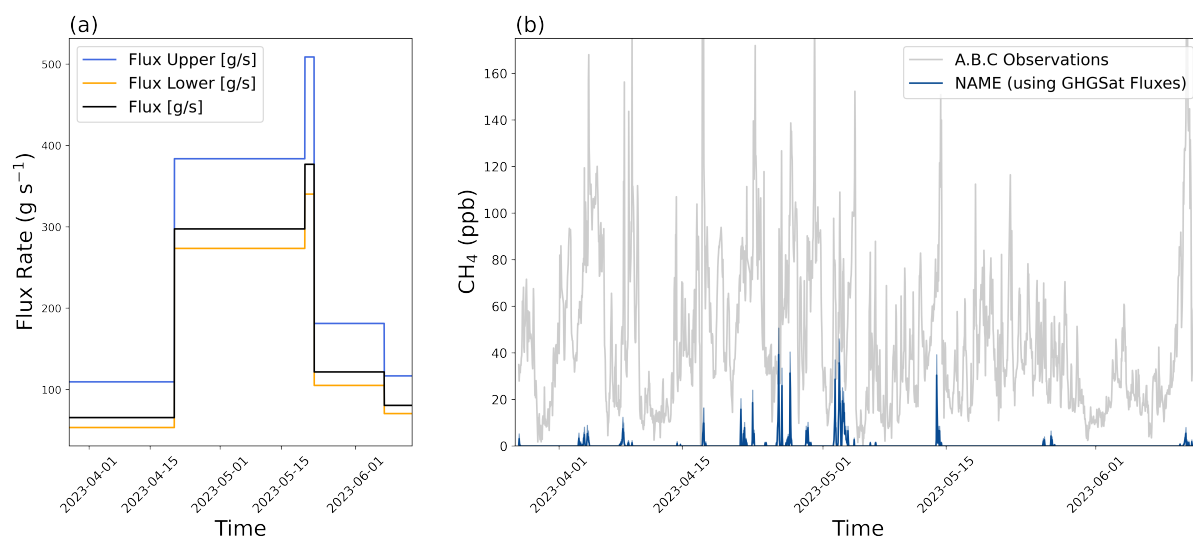 (a)
Flux Upper [g/s]
Flux Lower [g/s]
Flux [g/s]
Flux Rate (g s⁻¹)
500
400
300
200
100
2023-04-01
2023-04-15
2023-05-01
2023-05-15
2023-06-01
Time
(b)
A.B.C Observations
NAME (using GHGSat Fluxes)
CH₄ (ppb)
160
140
120
100
80
60
40
20
0
2023-04-01
2023-04-15
2023-05-01
2023-05-15
2023-06-01
Time